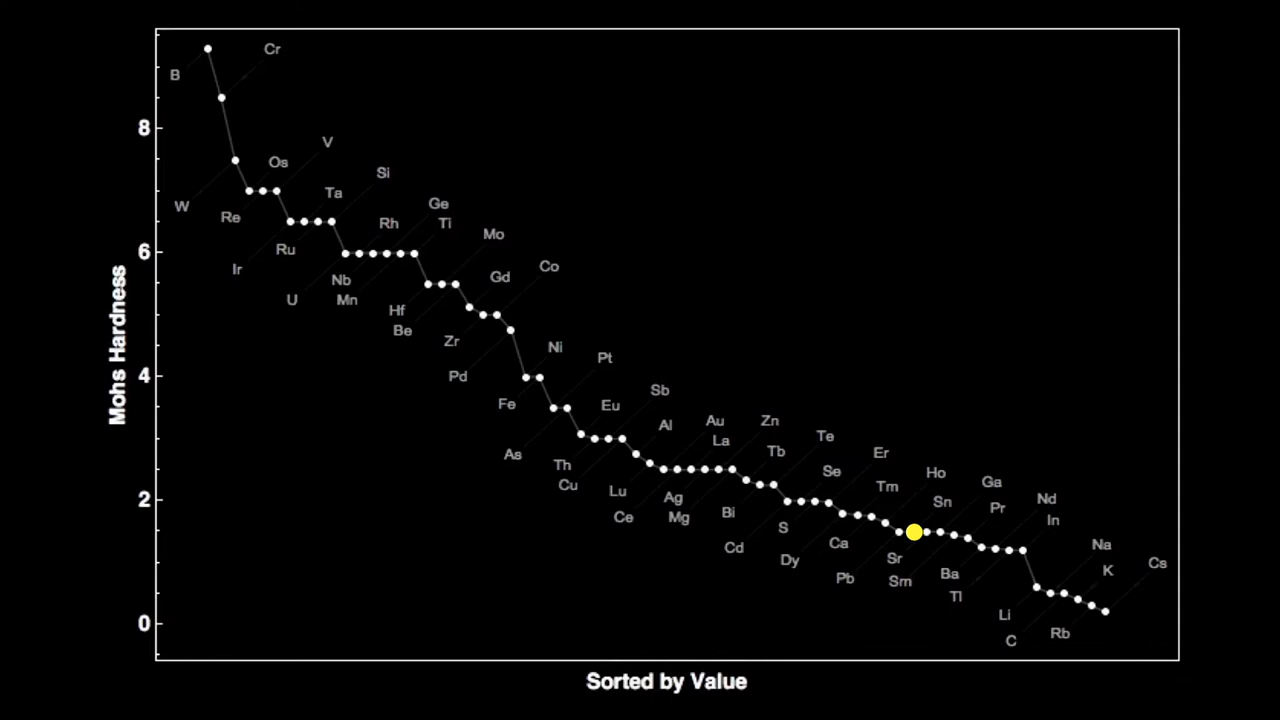 Cr
B
8
V
Os
Si
Ta
W
Re
Ge
Rh
Ti
Mo
6
Ru
Ir
Co
Gd
Nb
U
Mn
Hf
Be
Zr
Ni
Pt
4
Pd
Sb
Fe
Eu
Au
Zn
Al
Te
La
As
Tb
Er
Th
Se
Ho
Ga
Cu
Tm
Lu
2
Ag
Nd
Sn
Pr
Bi
Ce
Mg
In
S
Ca
Na
Cd
Sr
Dy
Cs
K
Ba
Pb
Sm
Tl
Li
0
Rb
C
Mohs Hardness
Sorted by Value